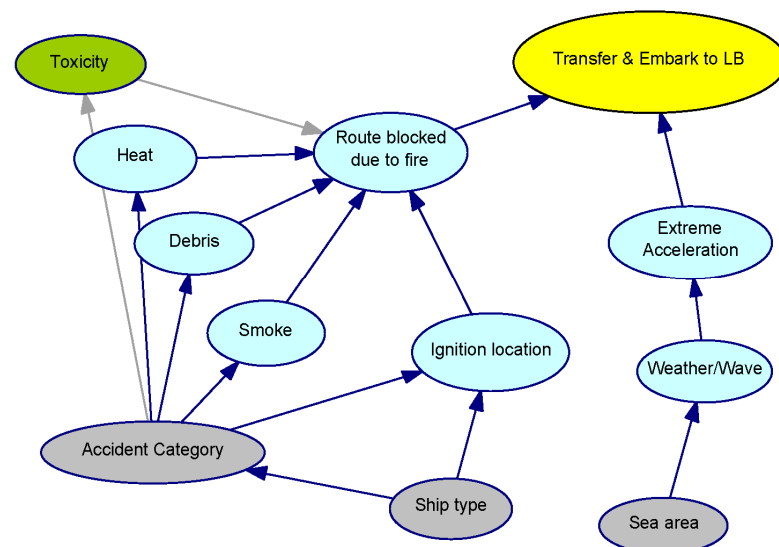 Toxicity
Transfer & Embark to LB
Heat
Route blocked
due to fire
Debris
Extreme
Acceleration
Smoke
Ignition location
Weather/Wave
Accident Category
Ship type
Sea area